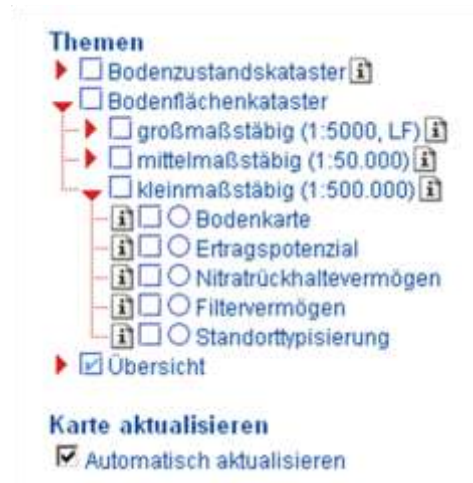 Themen
Bodenzustandskataster i
Bodenflächenkataster
großmaßstäbig (1:5000, LF) i
mittelmaßstäbig (1:50.000) i
kleinmaßstäbig (1:500.000) i
i Bodenkarte
i Ertragspotenzial
i Nitratrückhaltevermögen
i Filtervermögen
i Standorttypisierung
Übersicht
Karte aktualisieren
Automatisch aktualisieren